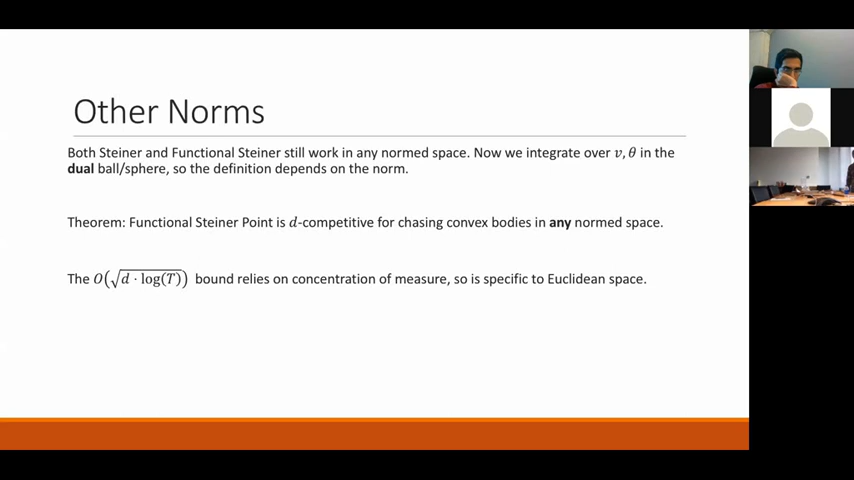 Other Norms
Both Steiner and Functional Steiner still work in any normed space. Now we integrate over v, θ in the
dual ball/sphere, so the definition depends on the norm.
Theorem: Functional Steiner Point is d-competitive for chasing convex bodies in any normed space.
The O(√(d · log(T))) bound relies on concentration of measure, so is specific to Euclidean space.